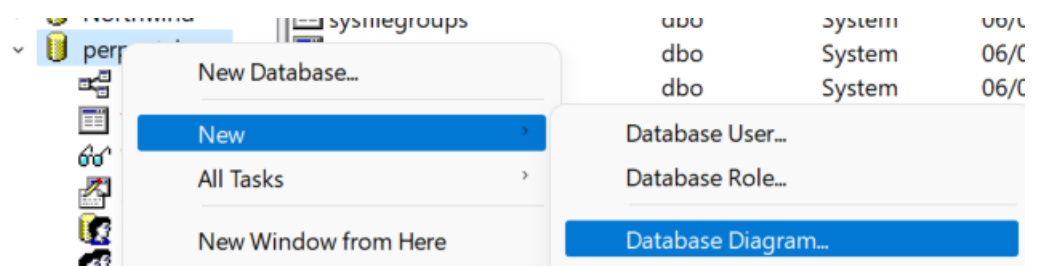 Northwind
sysfilegroups dbo System
dbo System
New Database...
dbo System
New
Database User...
All Tasks
Database Role...
New Window from Here
Database Diagram...